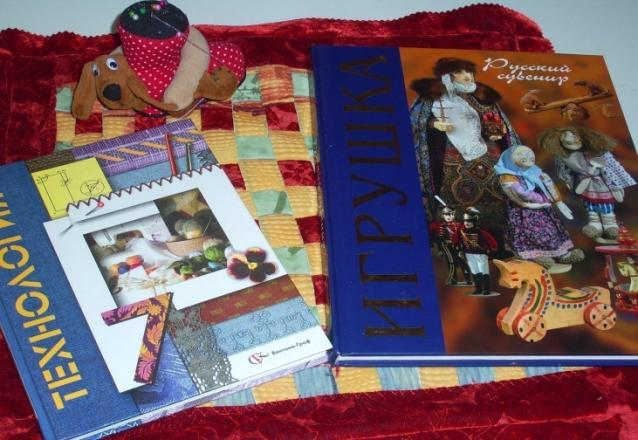 ТЕХНОЛОГИЯ
7
Вентана-Граф
ИГРУШКА
Русский
сувенир